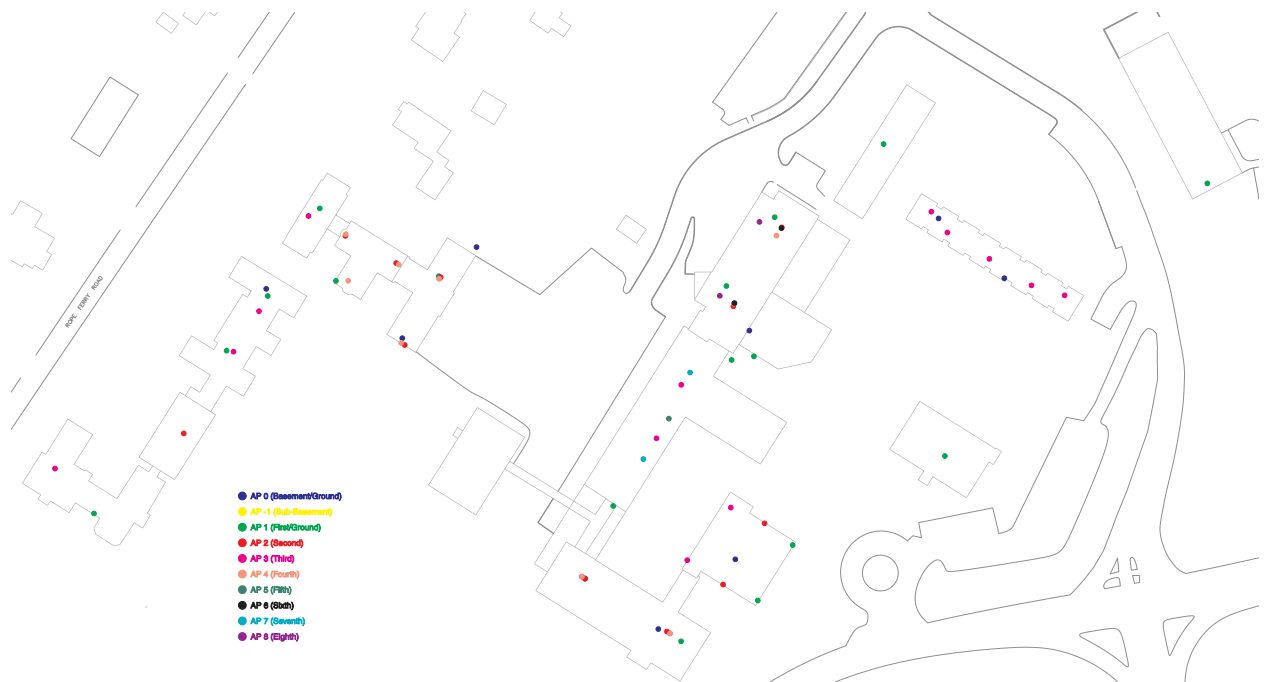 ROPE FERRY ROAD
AP 0 (Basement/Ground)
AP -1 (Sub-Basement)
AP 1 (First/Ground)
AP 2 (Second)
AP 3 (Third)
AP 4 (Fourth)
AP 5 (Fifth)
AP 6 (Sixth)
AP 7 (Seventh)
AP 8 (Eighth)